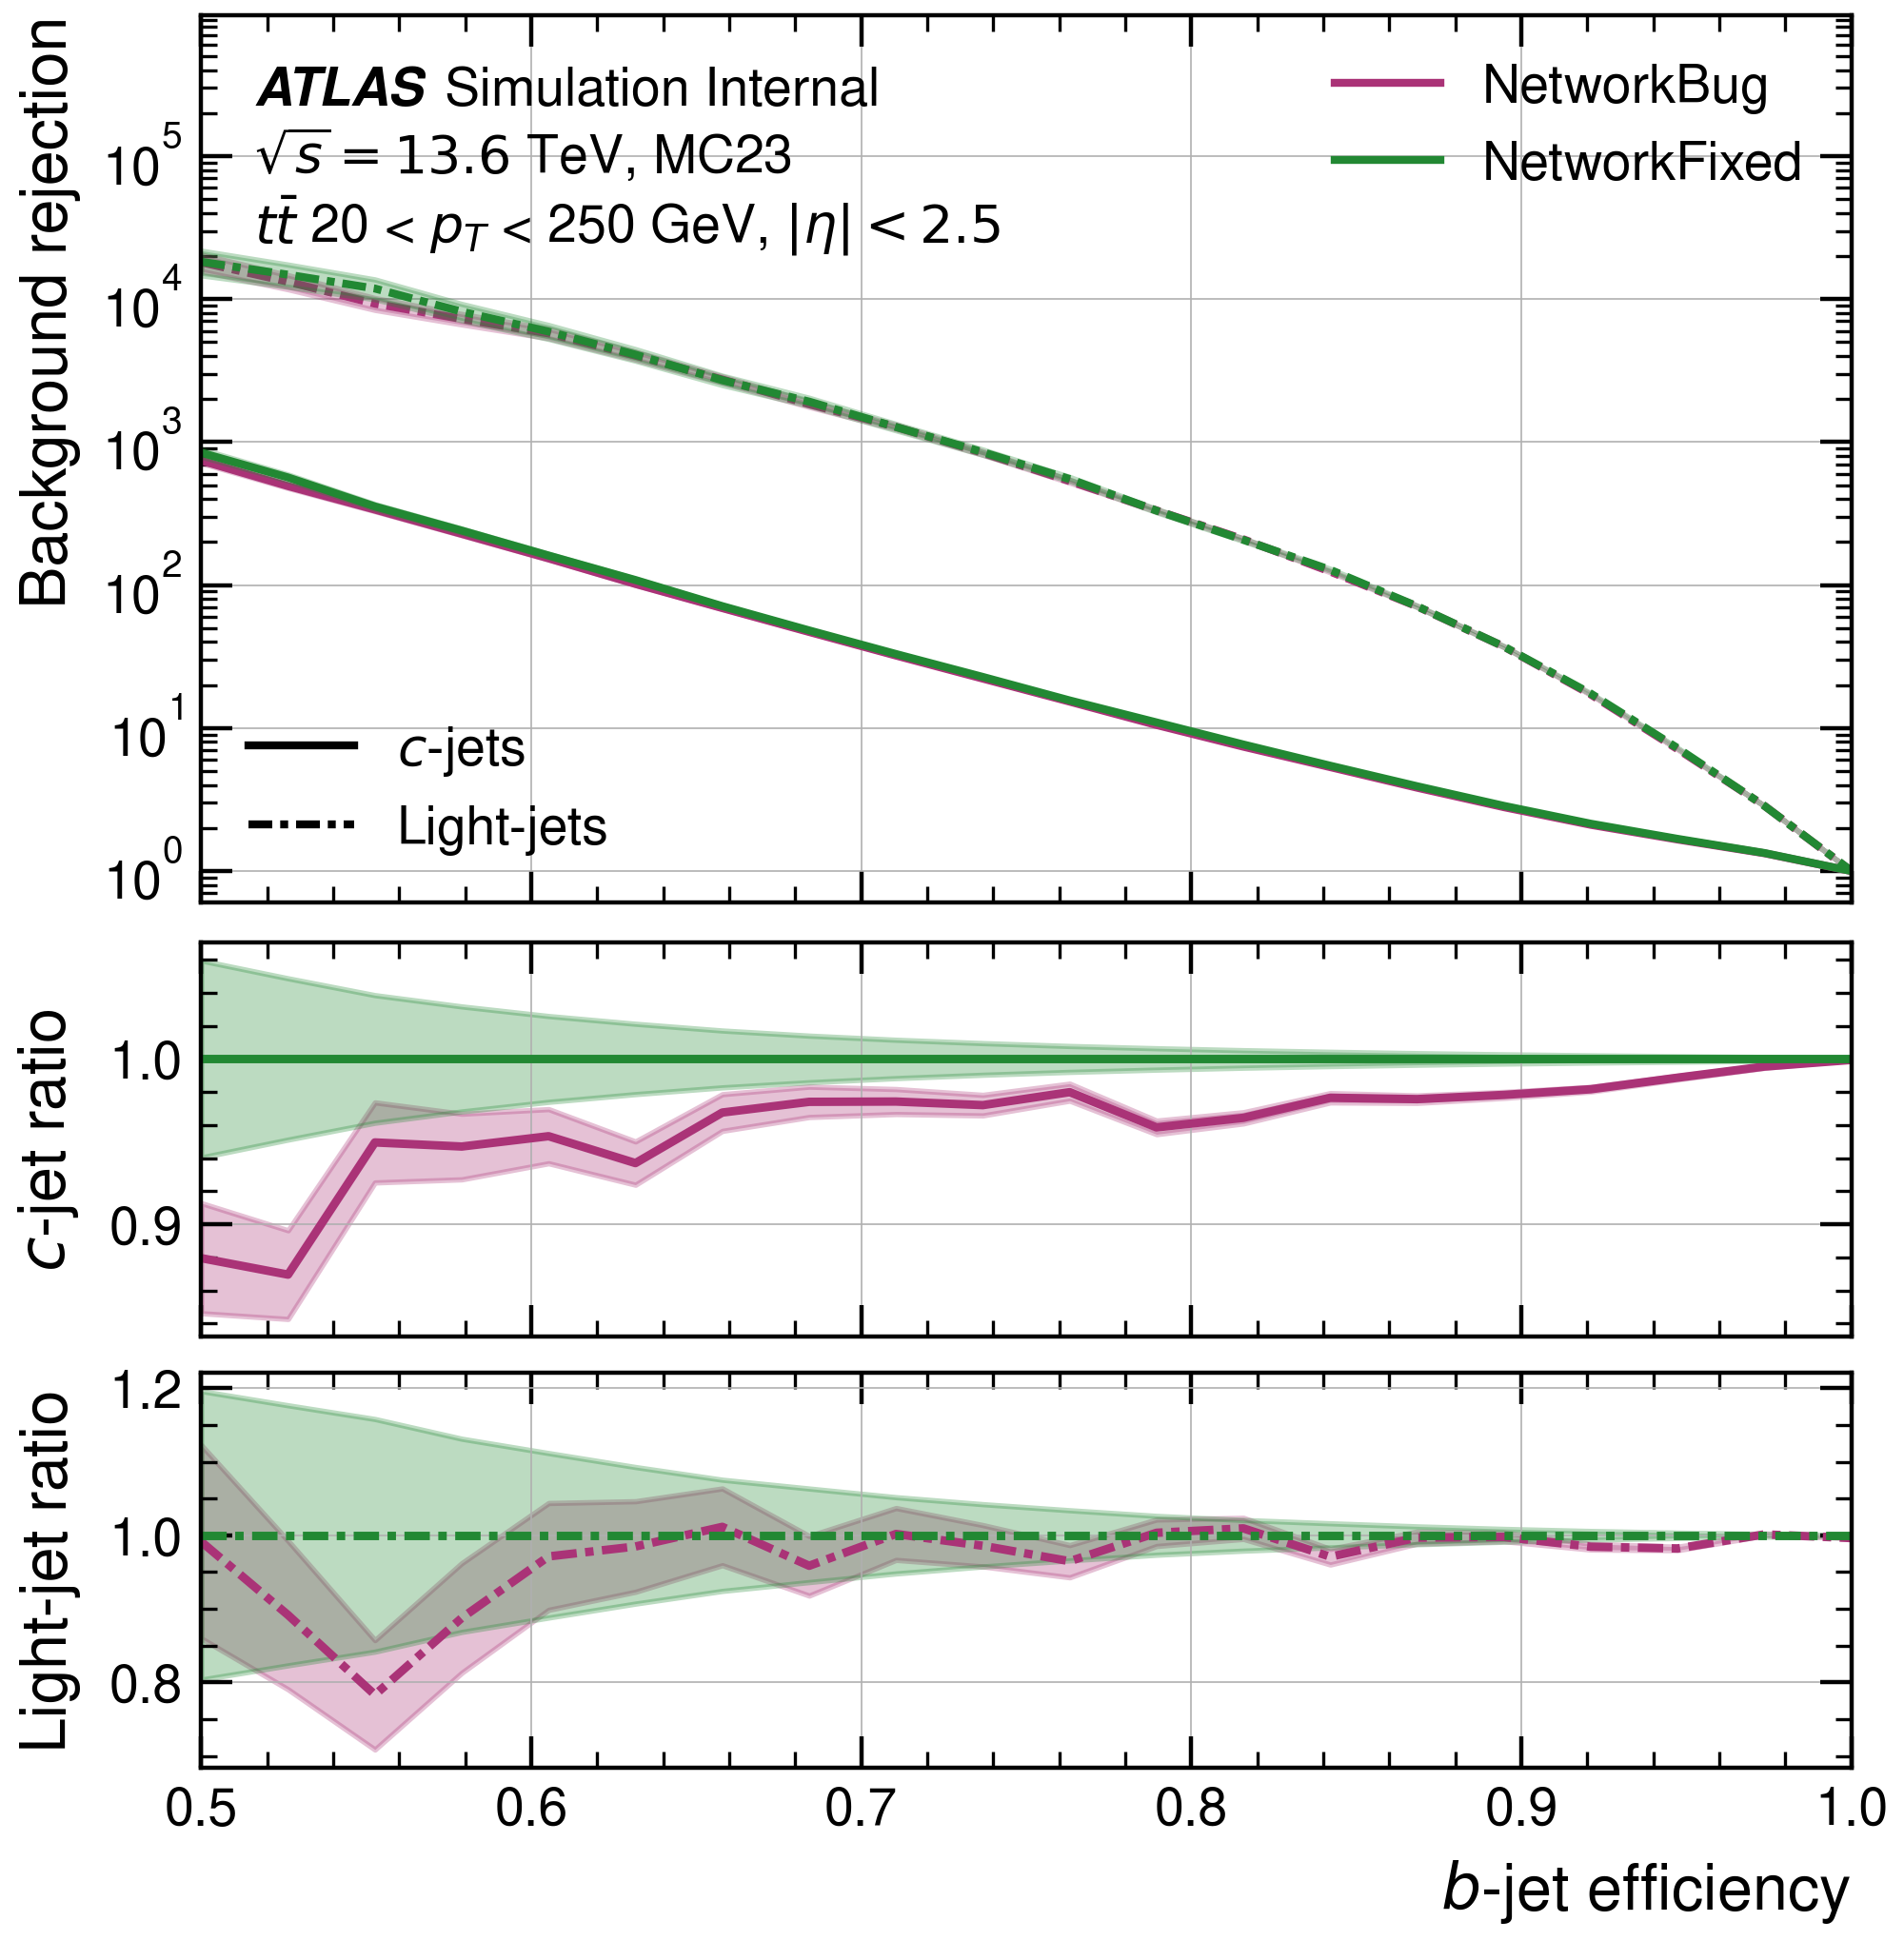 Background rejection
ATLAS Simulation Internal
√s = 13.6 TeV, MC23
tt̄ 20 < p_T < 250 GeV, |η| < 2.5
NetworkBug
NetworkFixed
10^5
10^4
10^3
10^2
10^1
10^0
c-jets
Light-jets
c-jet ratio
1.0
0.9
Light-jet ratio
1.2
1.0
0.8
0.5 0.6 0.7 0.8 0.9 1.0
b-jet efficiency